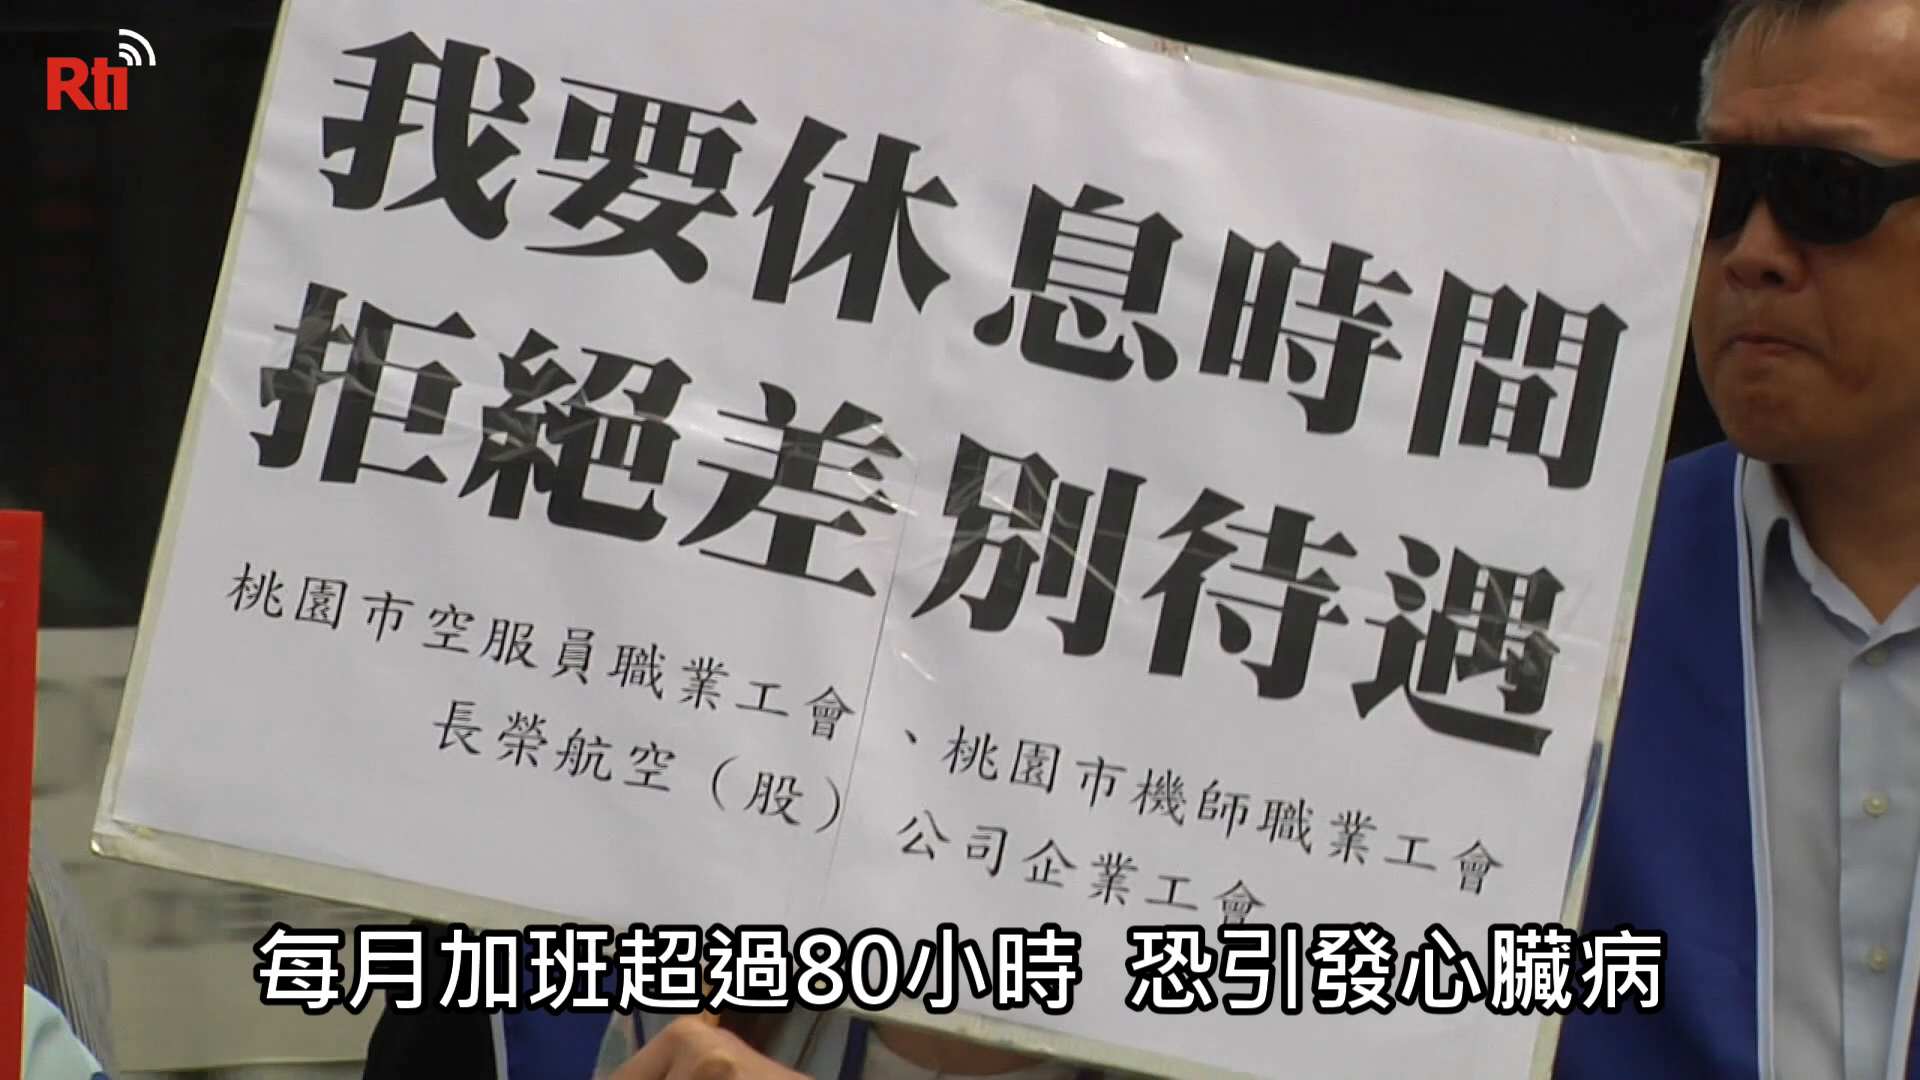 Rti
我要休息時間
拒絕差別待遇
桃園市空服員職業工會、桃園市機師職業工會
長榮航空（股）公司企業工會
每月加班超過80小時 恐引發心臟病